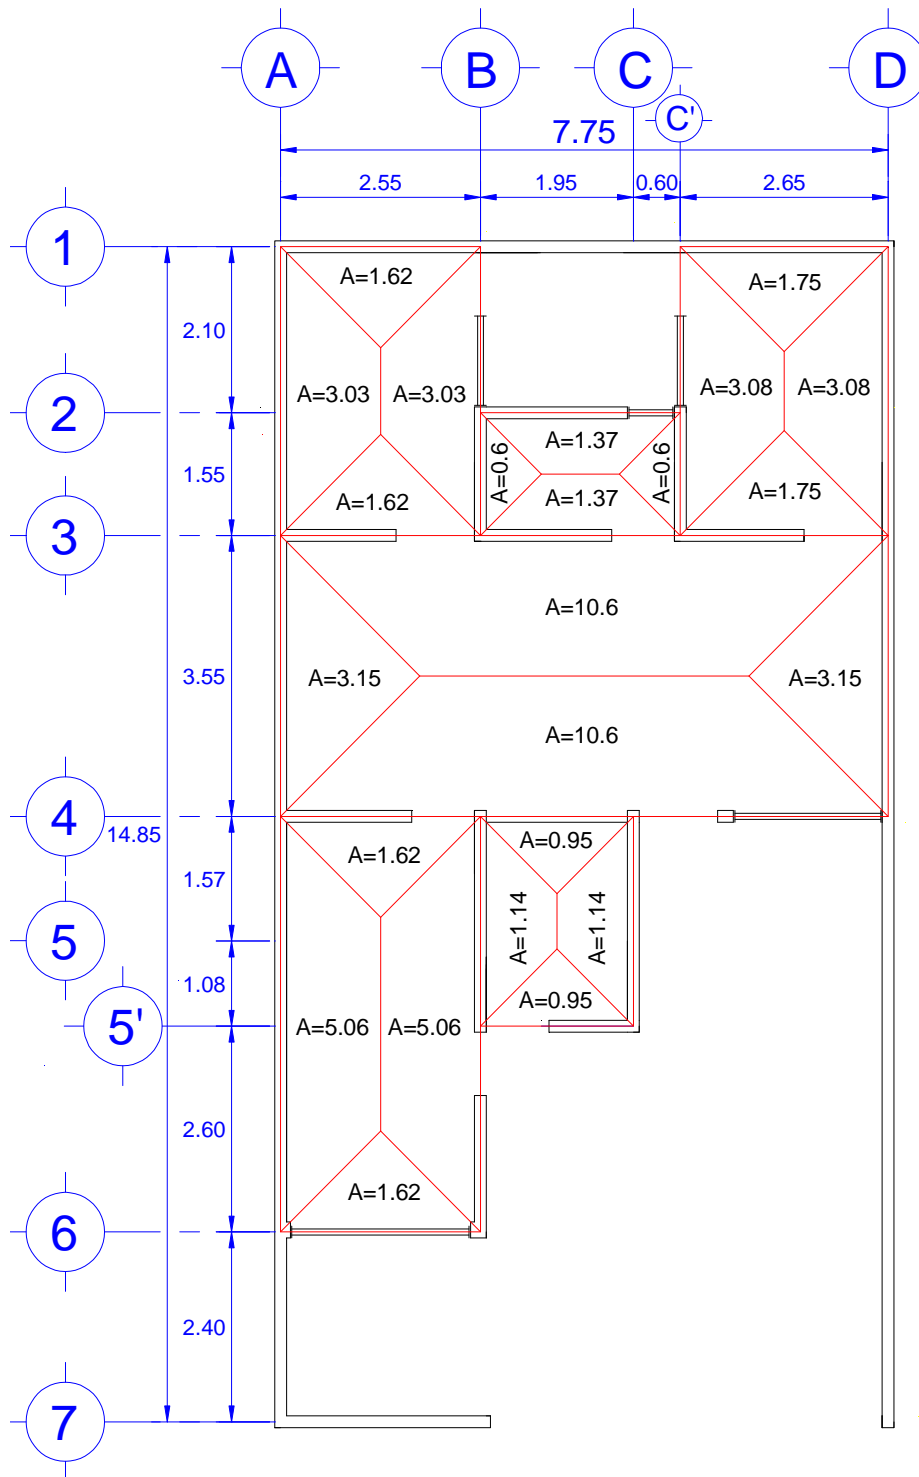 A B C D
C'
7.75
2.55 1.95 0.60 2.65
1
A=1.62 A=1.75
2.10
A=3.03 A=3.03 A=3.08 A=3.08
2
A=0.6 A=1.37 A=0.6
1.55
A=1.62 A=1.37 A=1.75
3
A=10.6
3.55 A=3.15 A=3.15
A=10.6
4
14.85
A=1.62 A=0.95
1.57
A=1.14 A=1.14
5
1.08
A=0.95
5' A=5.06 A=5.06
2.60
A=1.62
6
2.40
7